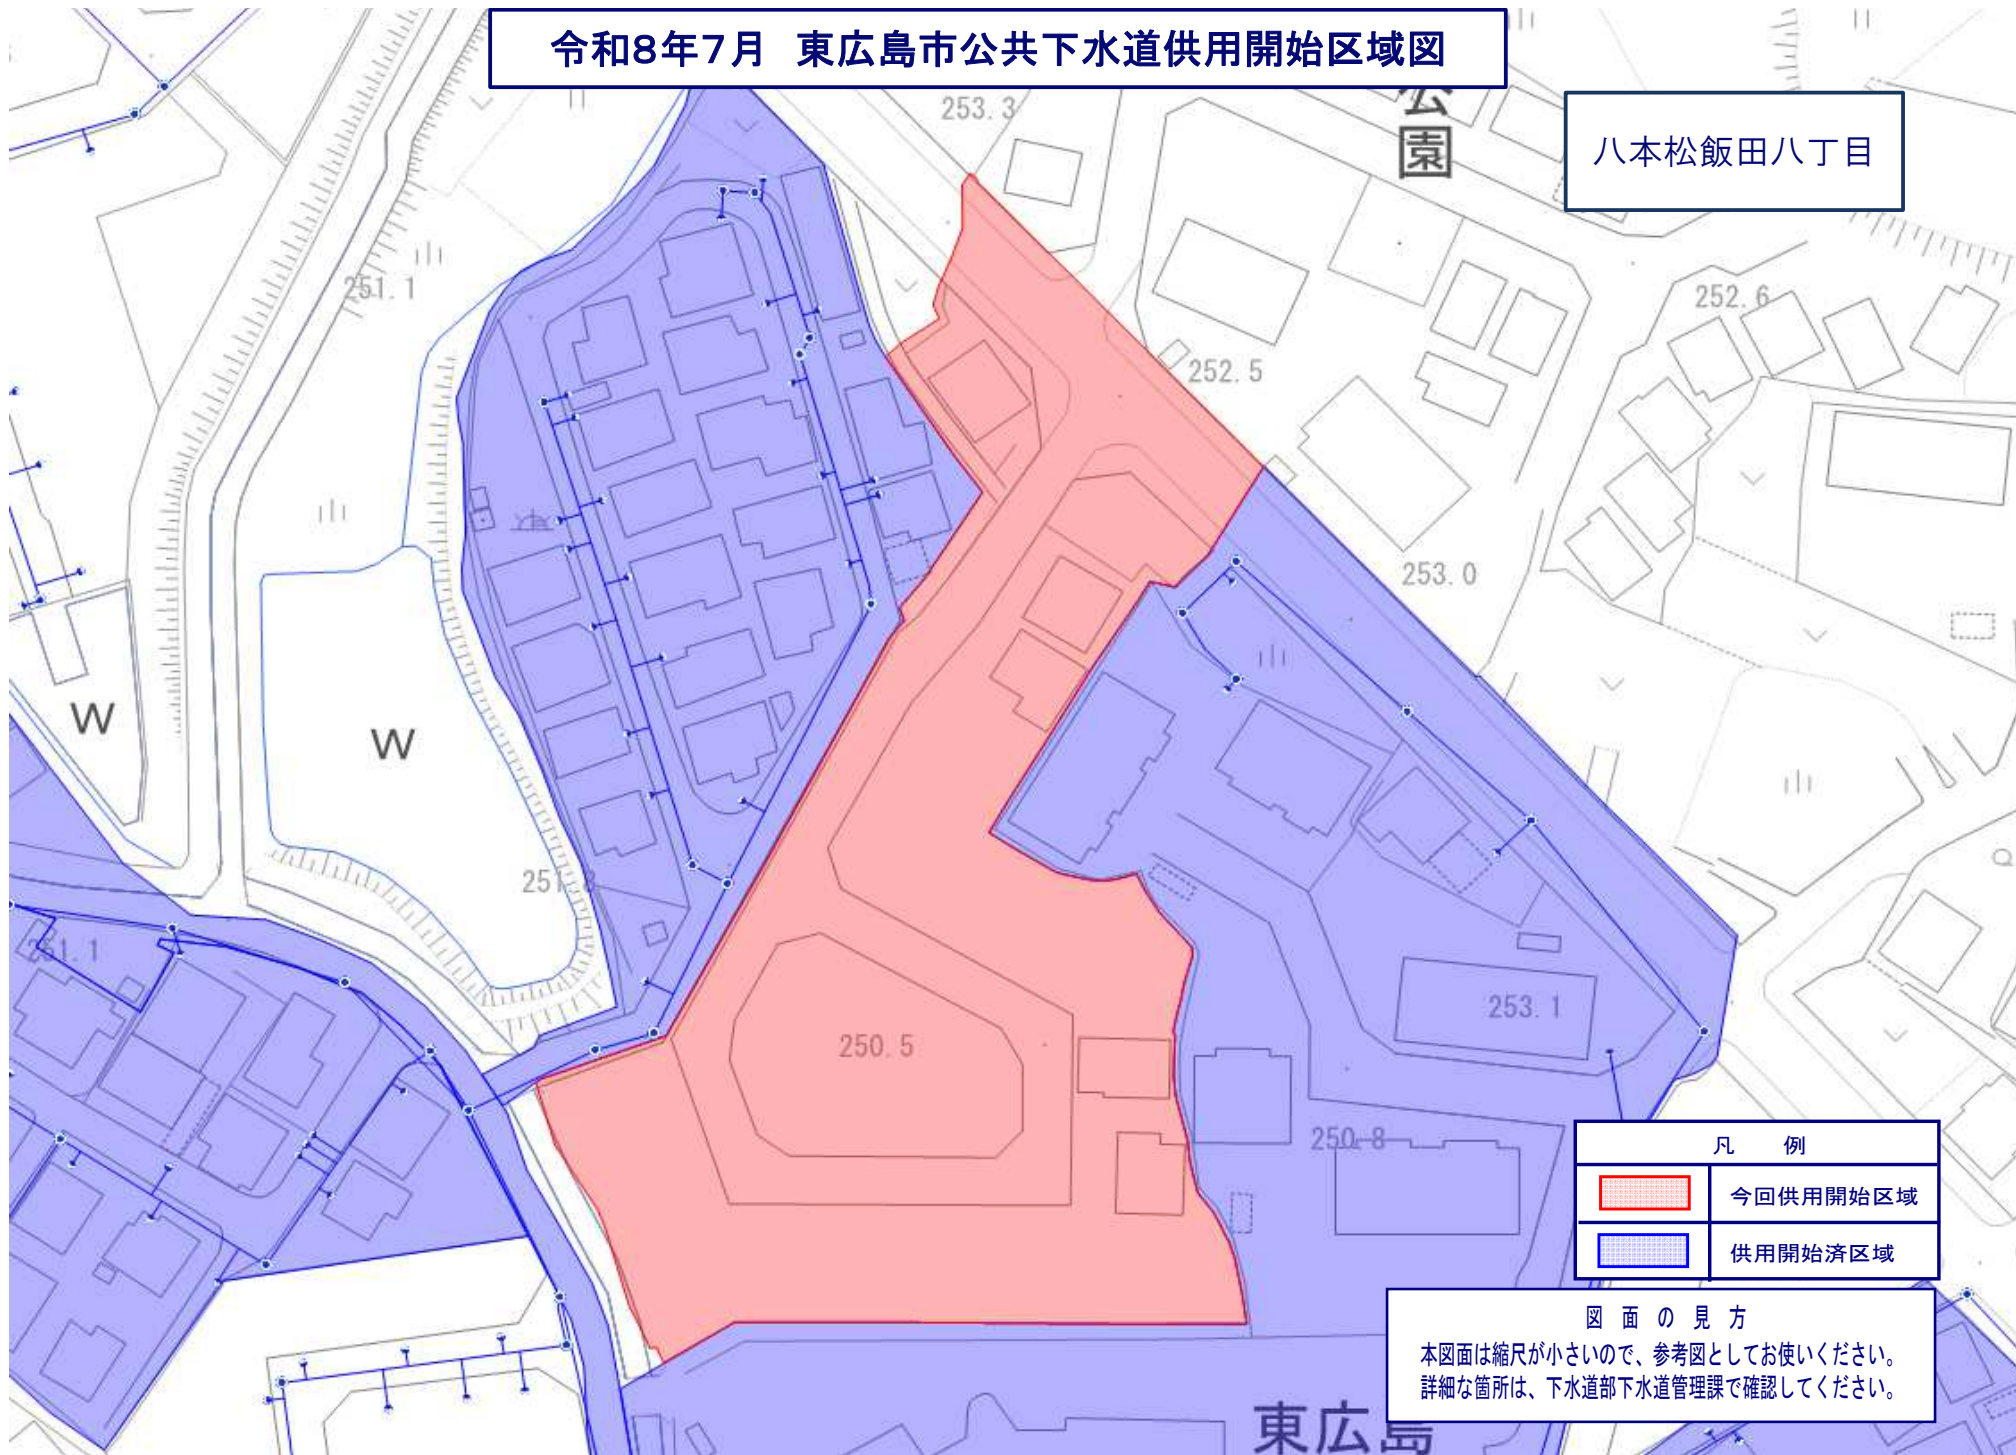 令和8年7月　東広島市公共下水道供用開始区域図
八本松飯田八丁目
公
園
253.3
251.1
252.6
252.5
253.0
W
W
251.1
250.5
253.1
250.8
凡　例
今回供用開始区域
供用開始済区域
図面の見方
本図面は縮尺が小さいので、参考図としてお使いください。
詳細な箇所は、下水道部下水道管理課で確認してください。
東広島